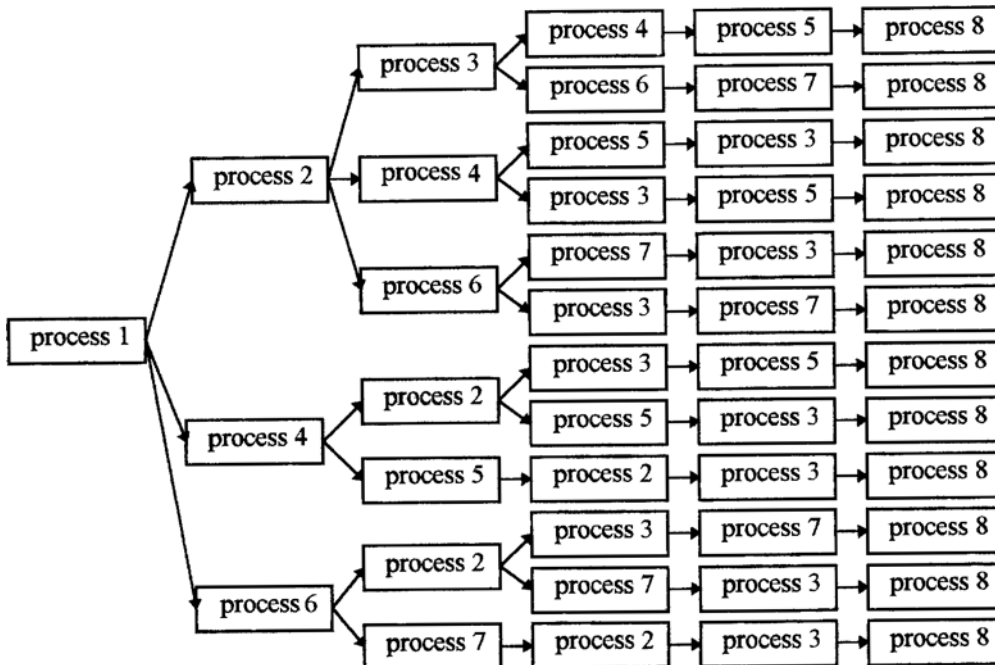 process 4 process 5 process 8
process 3
process 6 process 7 process 8
process 5 process 3 process 8
process 2 process 4
process 3 process 5 process 8
process 7 process 3 process 8
process 6
process 3 process 7 process 8
process 1
process 3 process 5 process 8
process 2
process 5 process 3 process 8
process 4
process 5 process 2 process 3 process 8
process 3 process 7 process 8
process 2
process 7 process 3 process 8
process 6
process 7 process 2 process 3 process 8